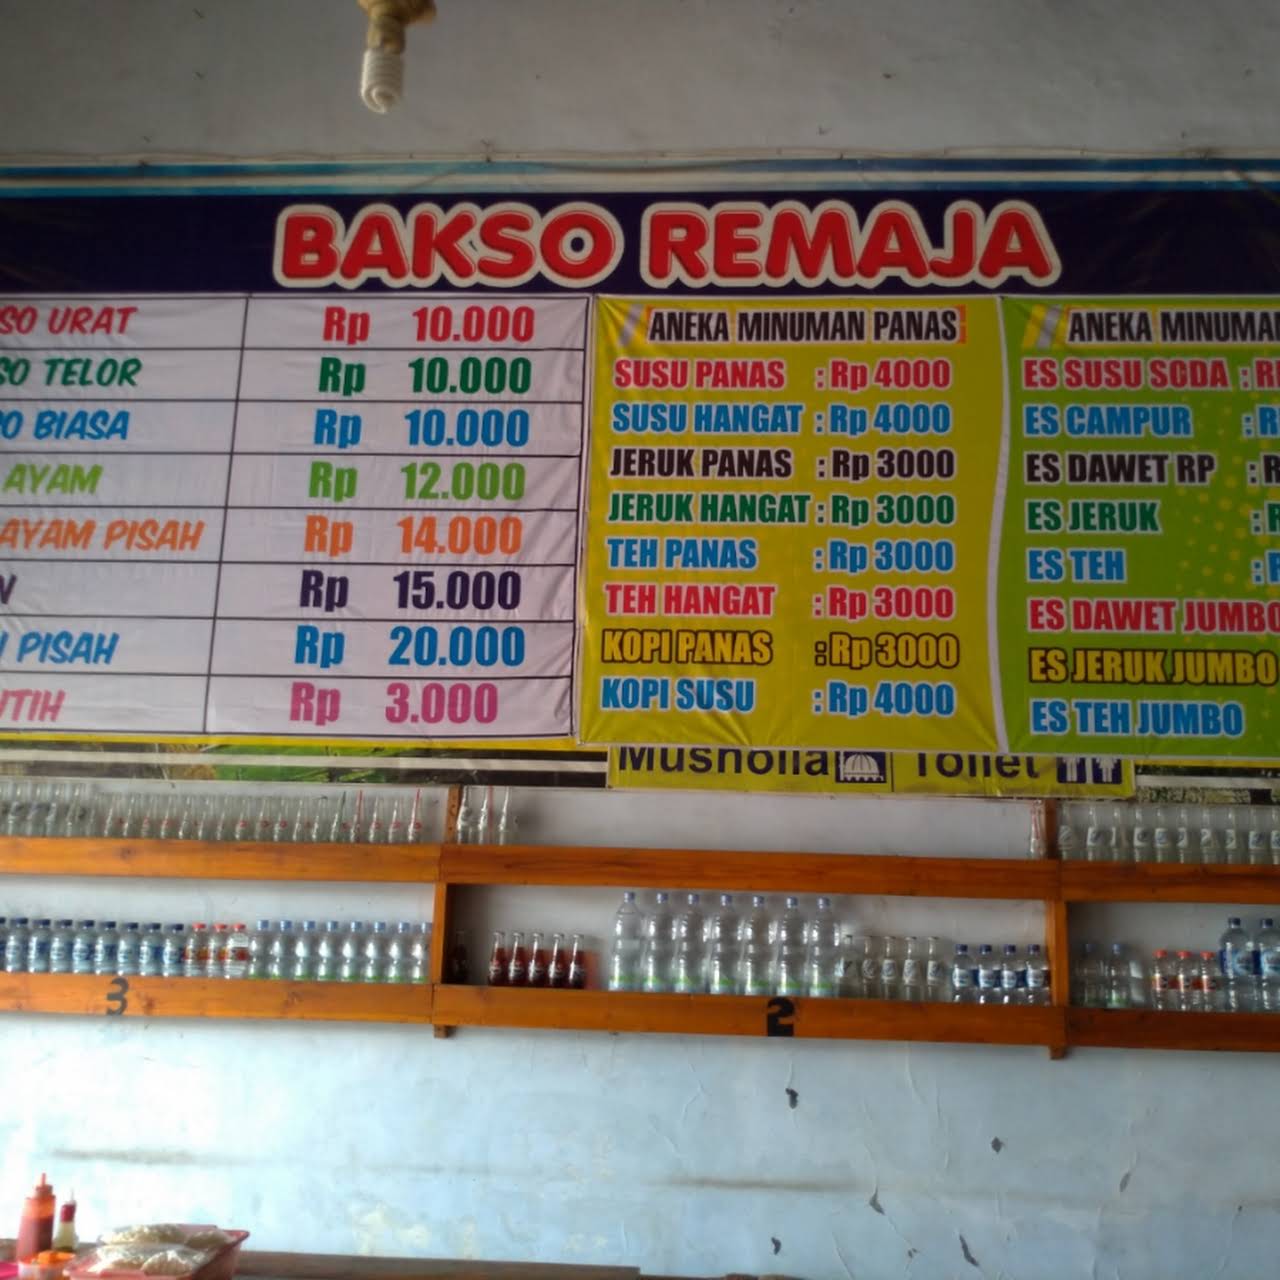 BAKSO REMAJA
SO URAT Rp 10.000
SO TELOR Rp 10.000
SO BIASA Rp 10.000
AYAM Rp 12.000
AYAM PISAH Rp 14.000
N Rp 15.000
H PISAH Rp 20.000
UTIH Rp 3.000
ANEKA MINUMAN PANAS
SUSU PANAS : Rp 4000
SUSU HANGAT : Rp 4000
JERUK PANAS : Rp 3000
JERUK HANGAT : Rp 3000
TEH PANAS : Rp 3000
TEH HANGAT : Rp 3000
KOPI PANAS : Rp 3000
KOPI SUSU : Rp 4000
ANEKA MINUMAN
ES SUSU SODA : R
ES CAMPUR : R
ES DAWET RP : R
ES JERUK : R
ES TEH : R
ES DAWET JUMBO
ES JERUK JUMBO
ES TEH JUMBO
Musholla Toilet
3
2